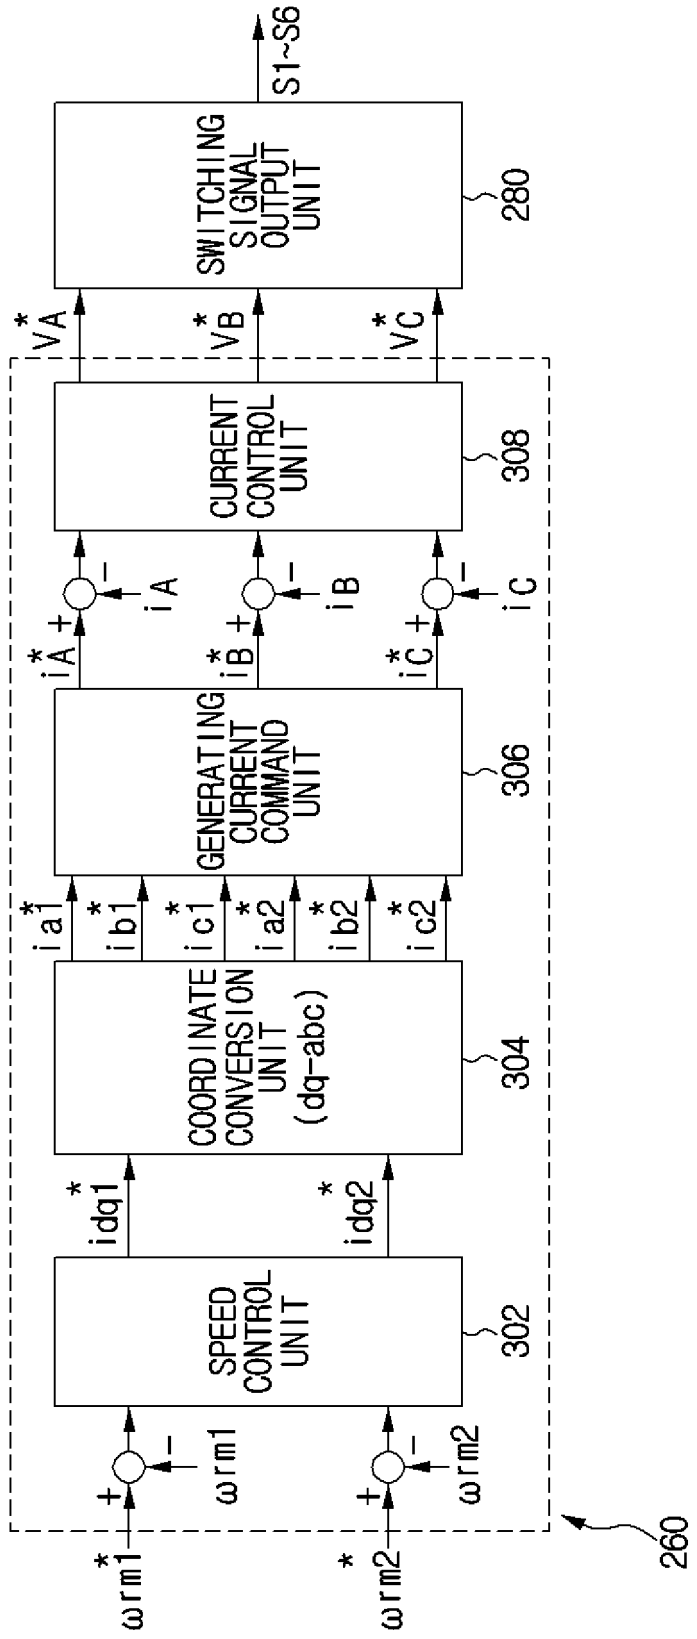 ωrm1*
+
-
ωrm1
ωrm2*
+
-
ωrm2
SPEED
CONTROL
UNIT
302
idq1*
idq2*
COORDINATE
CONVERSION
UNIT
(dq-abc)
304
ia1*
ib1*
ic1*
ia2*
ib2*
ic2*
GENERATING
CURRENT
COMMAND
UNIT
306
iA*
+
-
iA
iB*
+
-
iB
iC*
+
-
iC
CURRENT
CONTROL
UNIT
308
VA*
VB*
VC*
SWITCHING
SIGNAL
OUTPUT
UNIT
280
S1~S6
260